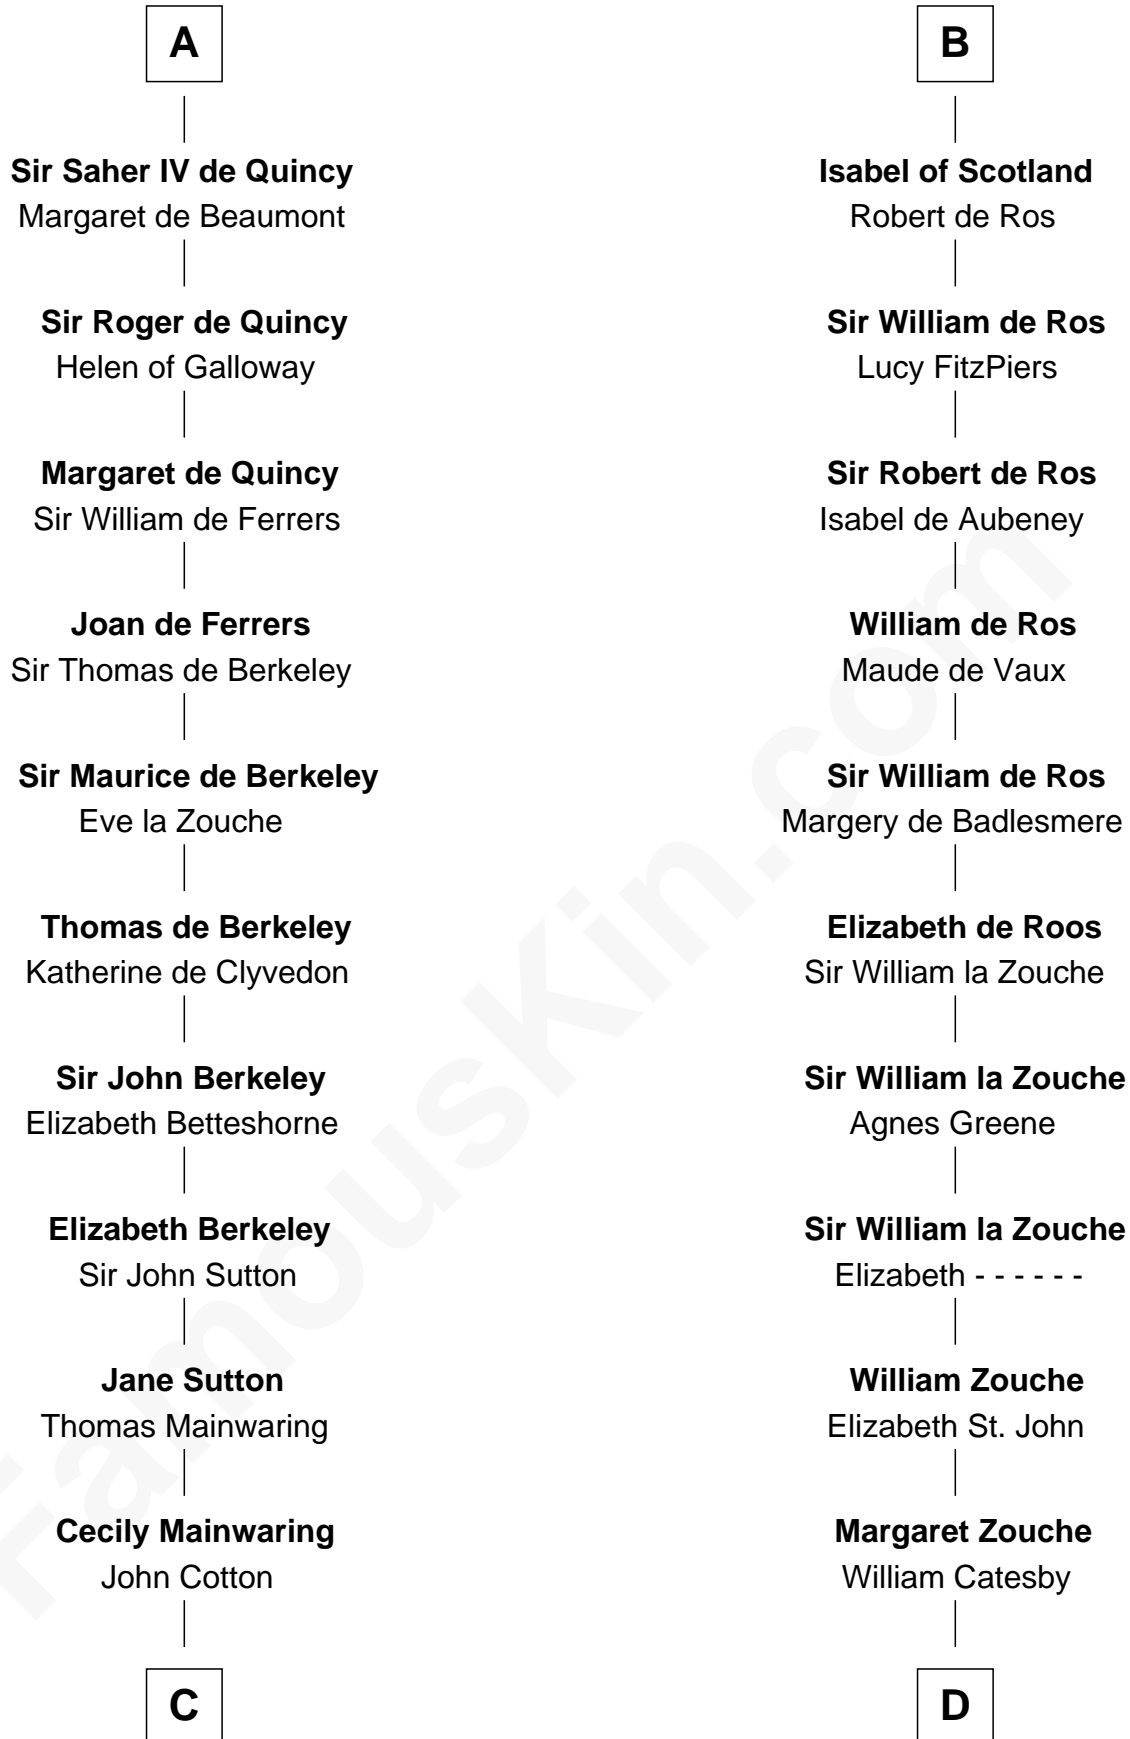 A
Sir Saher IV de Quincy
Margaret de Beaumont
Sir Roger de Quincy
Helen of Galloway
Margaret de Quincy
Sir William de Ferrers
Joan de Ferrers
Sir Thomas de Berkeley
Sir Maurice de Berkeley
Eve la Zouche
Thomas de Berkeley
Katherine de Clyvedon
Sir John Berkeley
Elizabeth Betteshorne
Elizabeth Berkeley
Sir John Sutton
Jane Sutton
Thomas Mainwaring
Cecily Mainwaring
John Cotton
C
B
Isabel of Scotland
Robert de Ros
Sir William de Ros
Lucy FitzPiers
Sir Robert de Ros
Isabel de Aubeney
William de Ros
Maude de Vaux
Sir William de Ros
Margery de Badlesmere
Elizabeth de Roos
Sir William la Zouche
Sir William la Zouche
Agnes Greene
Sir William la Zouche
Elizabeth - - - - - -
William Zouche
Elizabeth St. John
Margaret Zouche
William Catesby
D
FamousKin.com